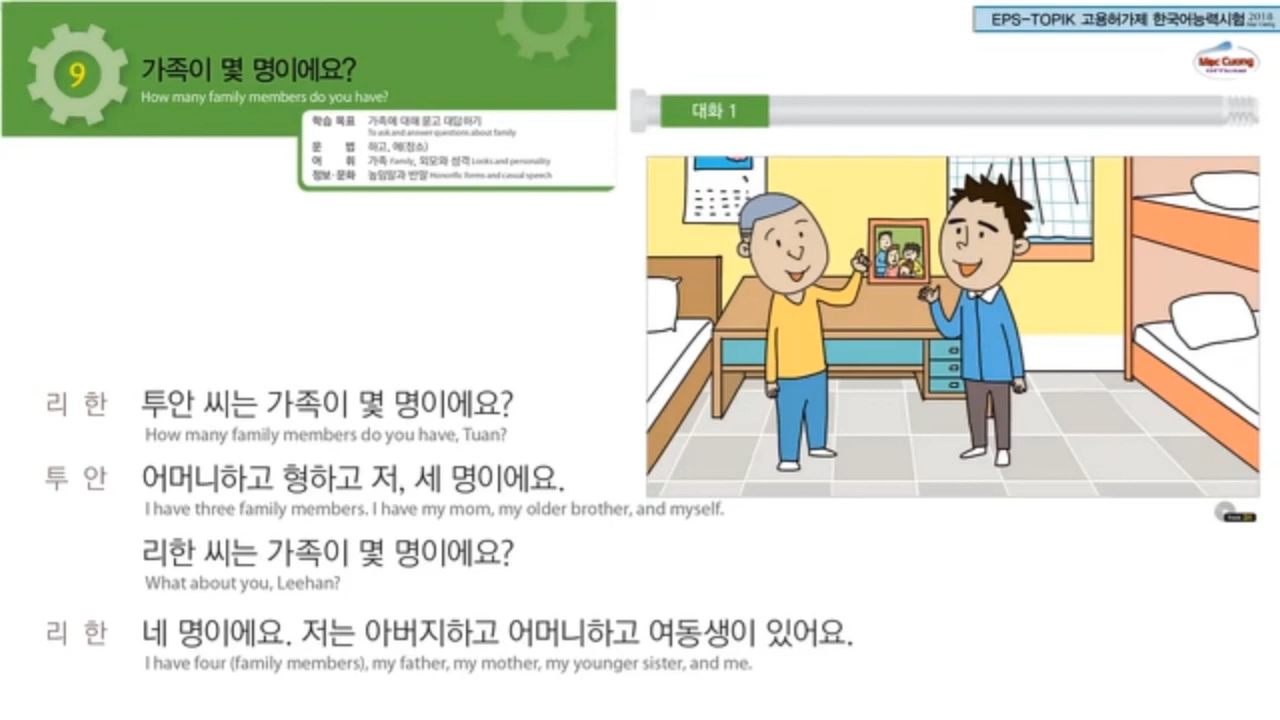 EPS-TOPIK 고용허가제 한국어능력시험 2018
Mạc Cương
9
가족이 몇 명이에요?
How many family members do you have?
학습 목표 가족에 대해 묻고 대답하기
To ask and answer questions about family
문 법 하고, 에(장소)
어 휘 가족 Family, 외모와 성격 Looks and personality
정보·문화 높임말과 반말 Honorific forms and casual speech
대화 1
리 한 투안 씨는 가족이 몇 명이에요?
How many family members do you have, Tuan?
투 안 어머니하고 형하고 저, 세 명이에요.
I have three family members. I have my mom, my older brother, and myself.
리한 씨는 가족이 몇 명이에요?
What about you, Leehan?
리 한 네 명이에요. 저는 아버지하고 어머니하고 여동생이 있어요.
I have four (family members), my father, my mother, my younger sister, and me.